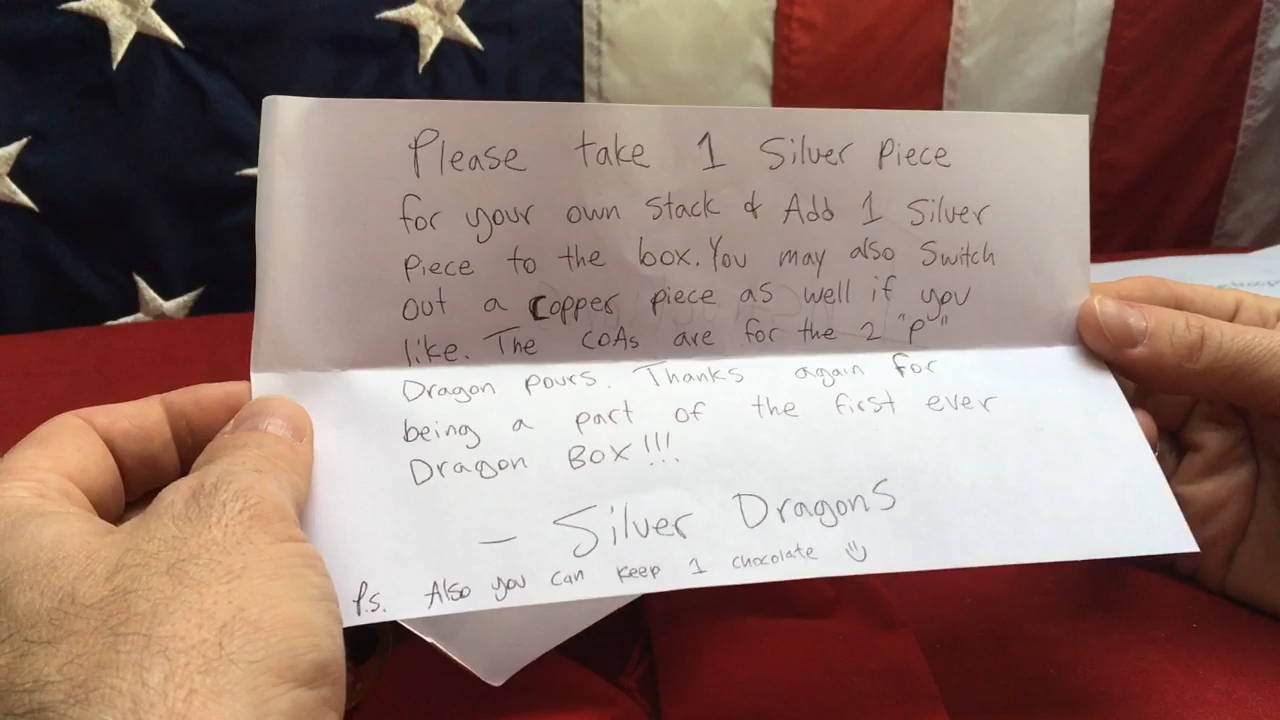 Please take 1 Silver Piece
for your own Stack & Add 1 Silver
Piece to the box. You may also Switch
out a Copper piece as well if you
like. The COAs are for the 2 "P"
Dragon pours. Thanks again for
being a part of the first ever
Dragon BOX!!!
— Silver Dragons
P.s. Also you can keep 1 chocolate